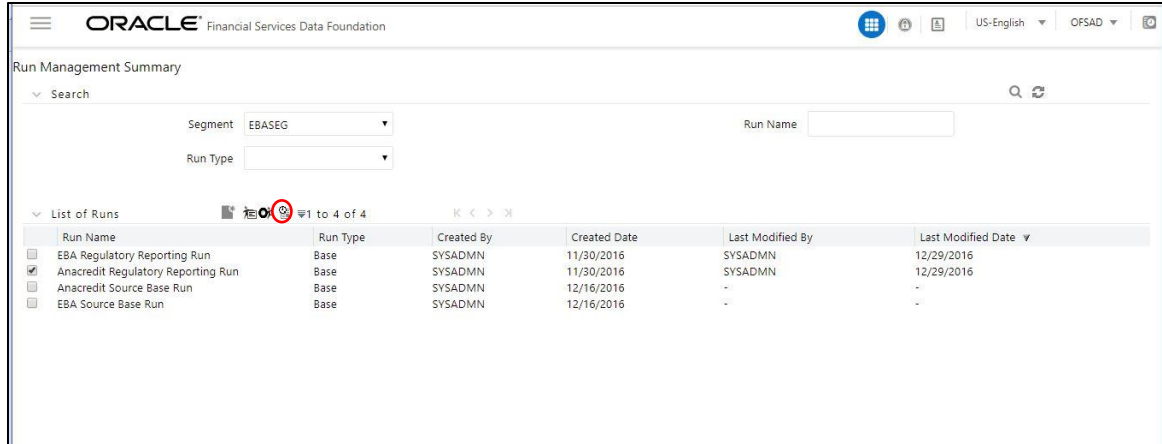 ORACLE Financial Services Data Foundation US-English OFSAD
Run Management Summary
Search
Segment EBASEG Run Name
Run Type
List of Runs 1 to 4 of 4
Run Name Run Type Created By Created Date Last Modified By Last Modified Date
EBA Regulatory Reporting Run Base SYSADMN 11/30/2016 SYSADMN 12/29/2016
Anacredit Regulatory Reporting Run Base SYSADMN 11/30/2016 SYSADMN 12/29/2016
Anacredit Source Base Run Base SYSADMN 12/16/2016 - -
EBA Source Base Run Base SYSADMN 12/16/2016 - -